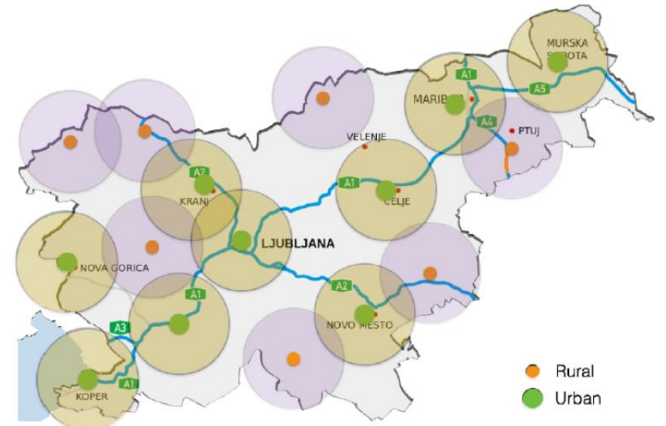 MURSKA
SOBOTA
A1
A5
MARIBOR
A4
PTUJ
VELENJE
A2
A1
KRANJ
CELJE
LJUBLJANA
NOVA GORICA
A2
A1
NOVO MESTO
A3
A1
KOPER
Rural
Urban